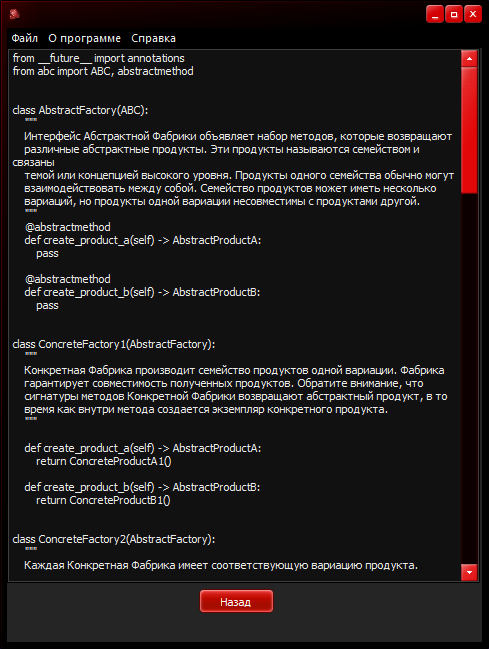 Файл О программе Справка
from __future__ import annotations
from abc import ABC, abstractmethod
class AbstractFactory(ABC):
"""
Интерфейс Абстрактной Фабрики объявляет набор методов, которые возвращают
различные абстрактные продукты. Эти продукты называются семейством и
связаны
темой или концепцией высокого уровня. Продукты одного семейства обычно могут
взаимодействовать между собой. Семейство продуктов может иметь несколько
вариаций, но продукты одной вариации несовместимы с продуктами другой.
"""
@abstractmethod
def create_product_a(self) -> AbstractProductA:
pass
@abstractmethod
def create_product_b(self) -> AbstractProductB:
pass
class ConcreteFactory1(AbstractFactory):
"""
Конкретная Фабрика производит семейство продуктов одной вариации. Фабрика
гарантирует совместимость полученных продуктов. Обратите внимание, что
сигнатуры методов Конкретной Фабрики возвращают абстрактный продукт, в то
время как внутри метода создается экземпляр конкретного продукта.
"""
def create_product_a(self) -> AbstractProductA:
return ConcreteProductA1()
def create_product_b(self) -> AbstractProductB:
return ConcreteProductB1()
class ConcreteFactory2(AbstractFactory):
"""
Каждая Конкретная Фабрика имеет соответствующую вариацию продукта.
Назад